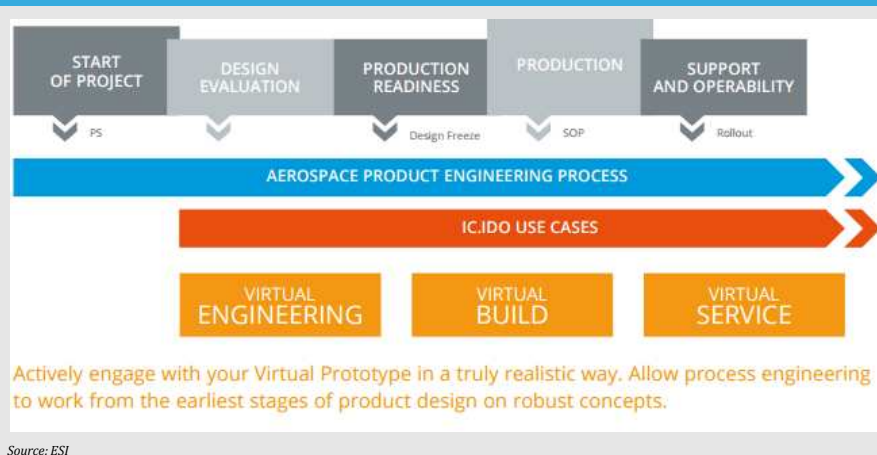 START
OF PROJECT
DESIGN
EVALUATION
PRODUCTION
READINESS
PRODUCTION
SUPPORT
AND OPERABILITY
PS
Design Freeze
SOP
Rollout
AEROSPACE PRODUCT ENGINEERING PROCESS
IC.IDO USE CASES
VIRTUAL
ENGINEERING
VIRTUAL
BUILD
VIRTUAL
SERVICE
Actively engage with your Virtual Prototype in a truly realistic way. Allow process engineering
to work from the earliest stages of product design on robust concepts.
Source: ESI